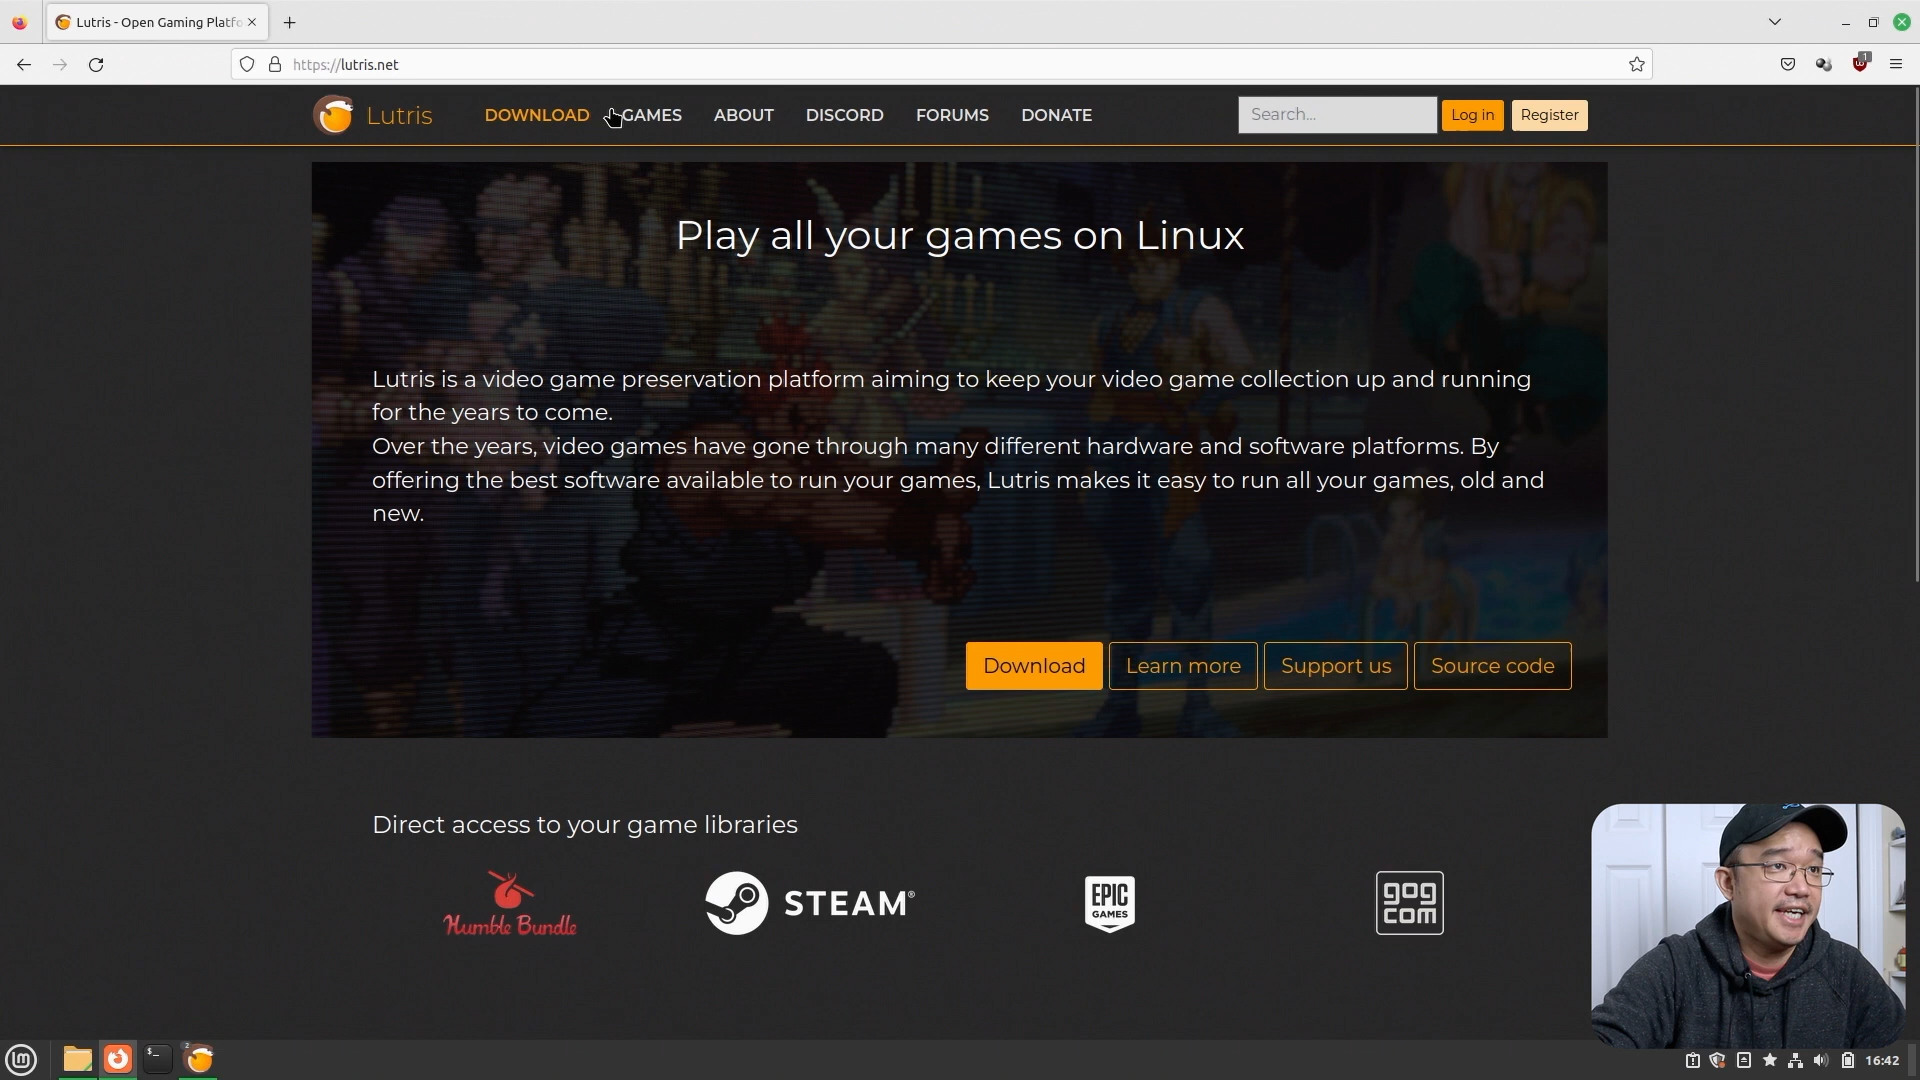 Lutris - Open Gaming Platfo
https://lutris.net
1
Lutris
DOWNLOAD
GAMES
ABOUT
DISCORD
FORUMS
DONATE
Search...
Log in
Register
Play all your games on Linux
Lutris is a video game preservation platform aiming to keep your video game collection up and running
for the years to come.
Over the years, video games have gone through many different hardware and software platforms. By
offering the best software available to run your games, Lutris makes it easy to run all your games, old and
new.
Download
Learn more
Support us
Source code
Direct access to your game libraries
Humble Bundle
STEAM®
EPIC
GAMES
gog
com
lm
$_
2
16:42